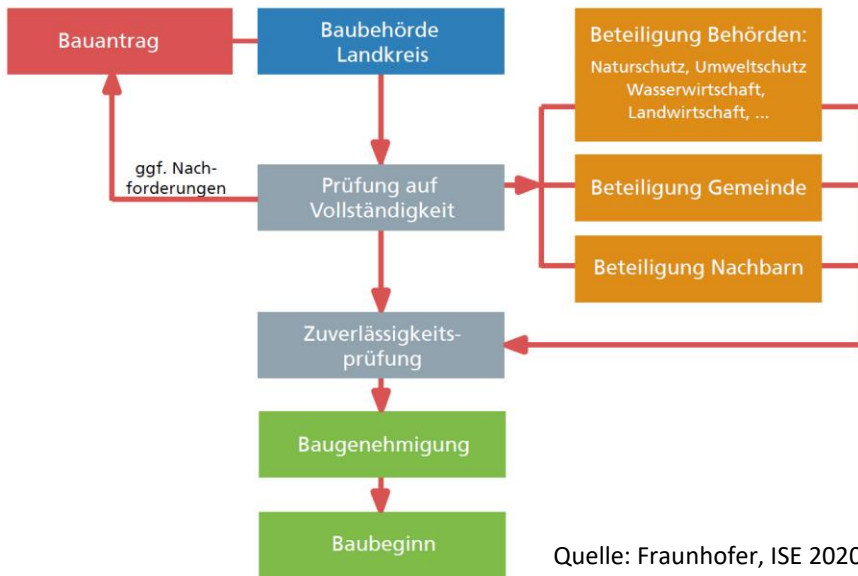 Bauantrag
Baubehörde
Landkreis
Beteiligung Behörden:
Naturschutz, Umweltschutz
Wasserwirtschaft,
Landwirtschaft, ...
ggf. Nach-
forderungen
Prüfung auf
Vollständigkeit
Beteiligung Gemeinde
Beteiligung Nachbarn
Zuverlässigkeits-
prüfung
Baugenehmigung
Baubeginn
Quelle: Fraunhofer, ISE 2020